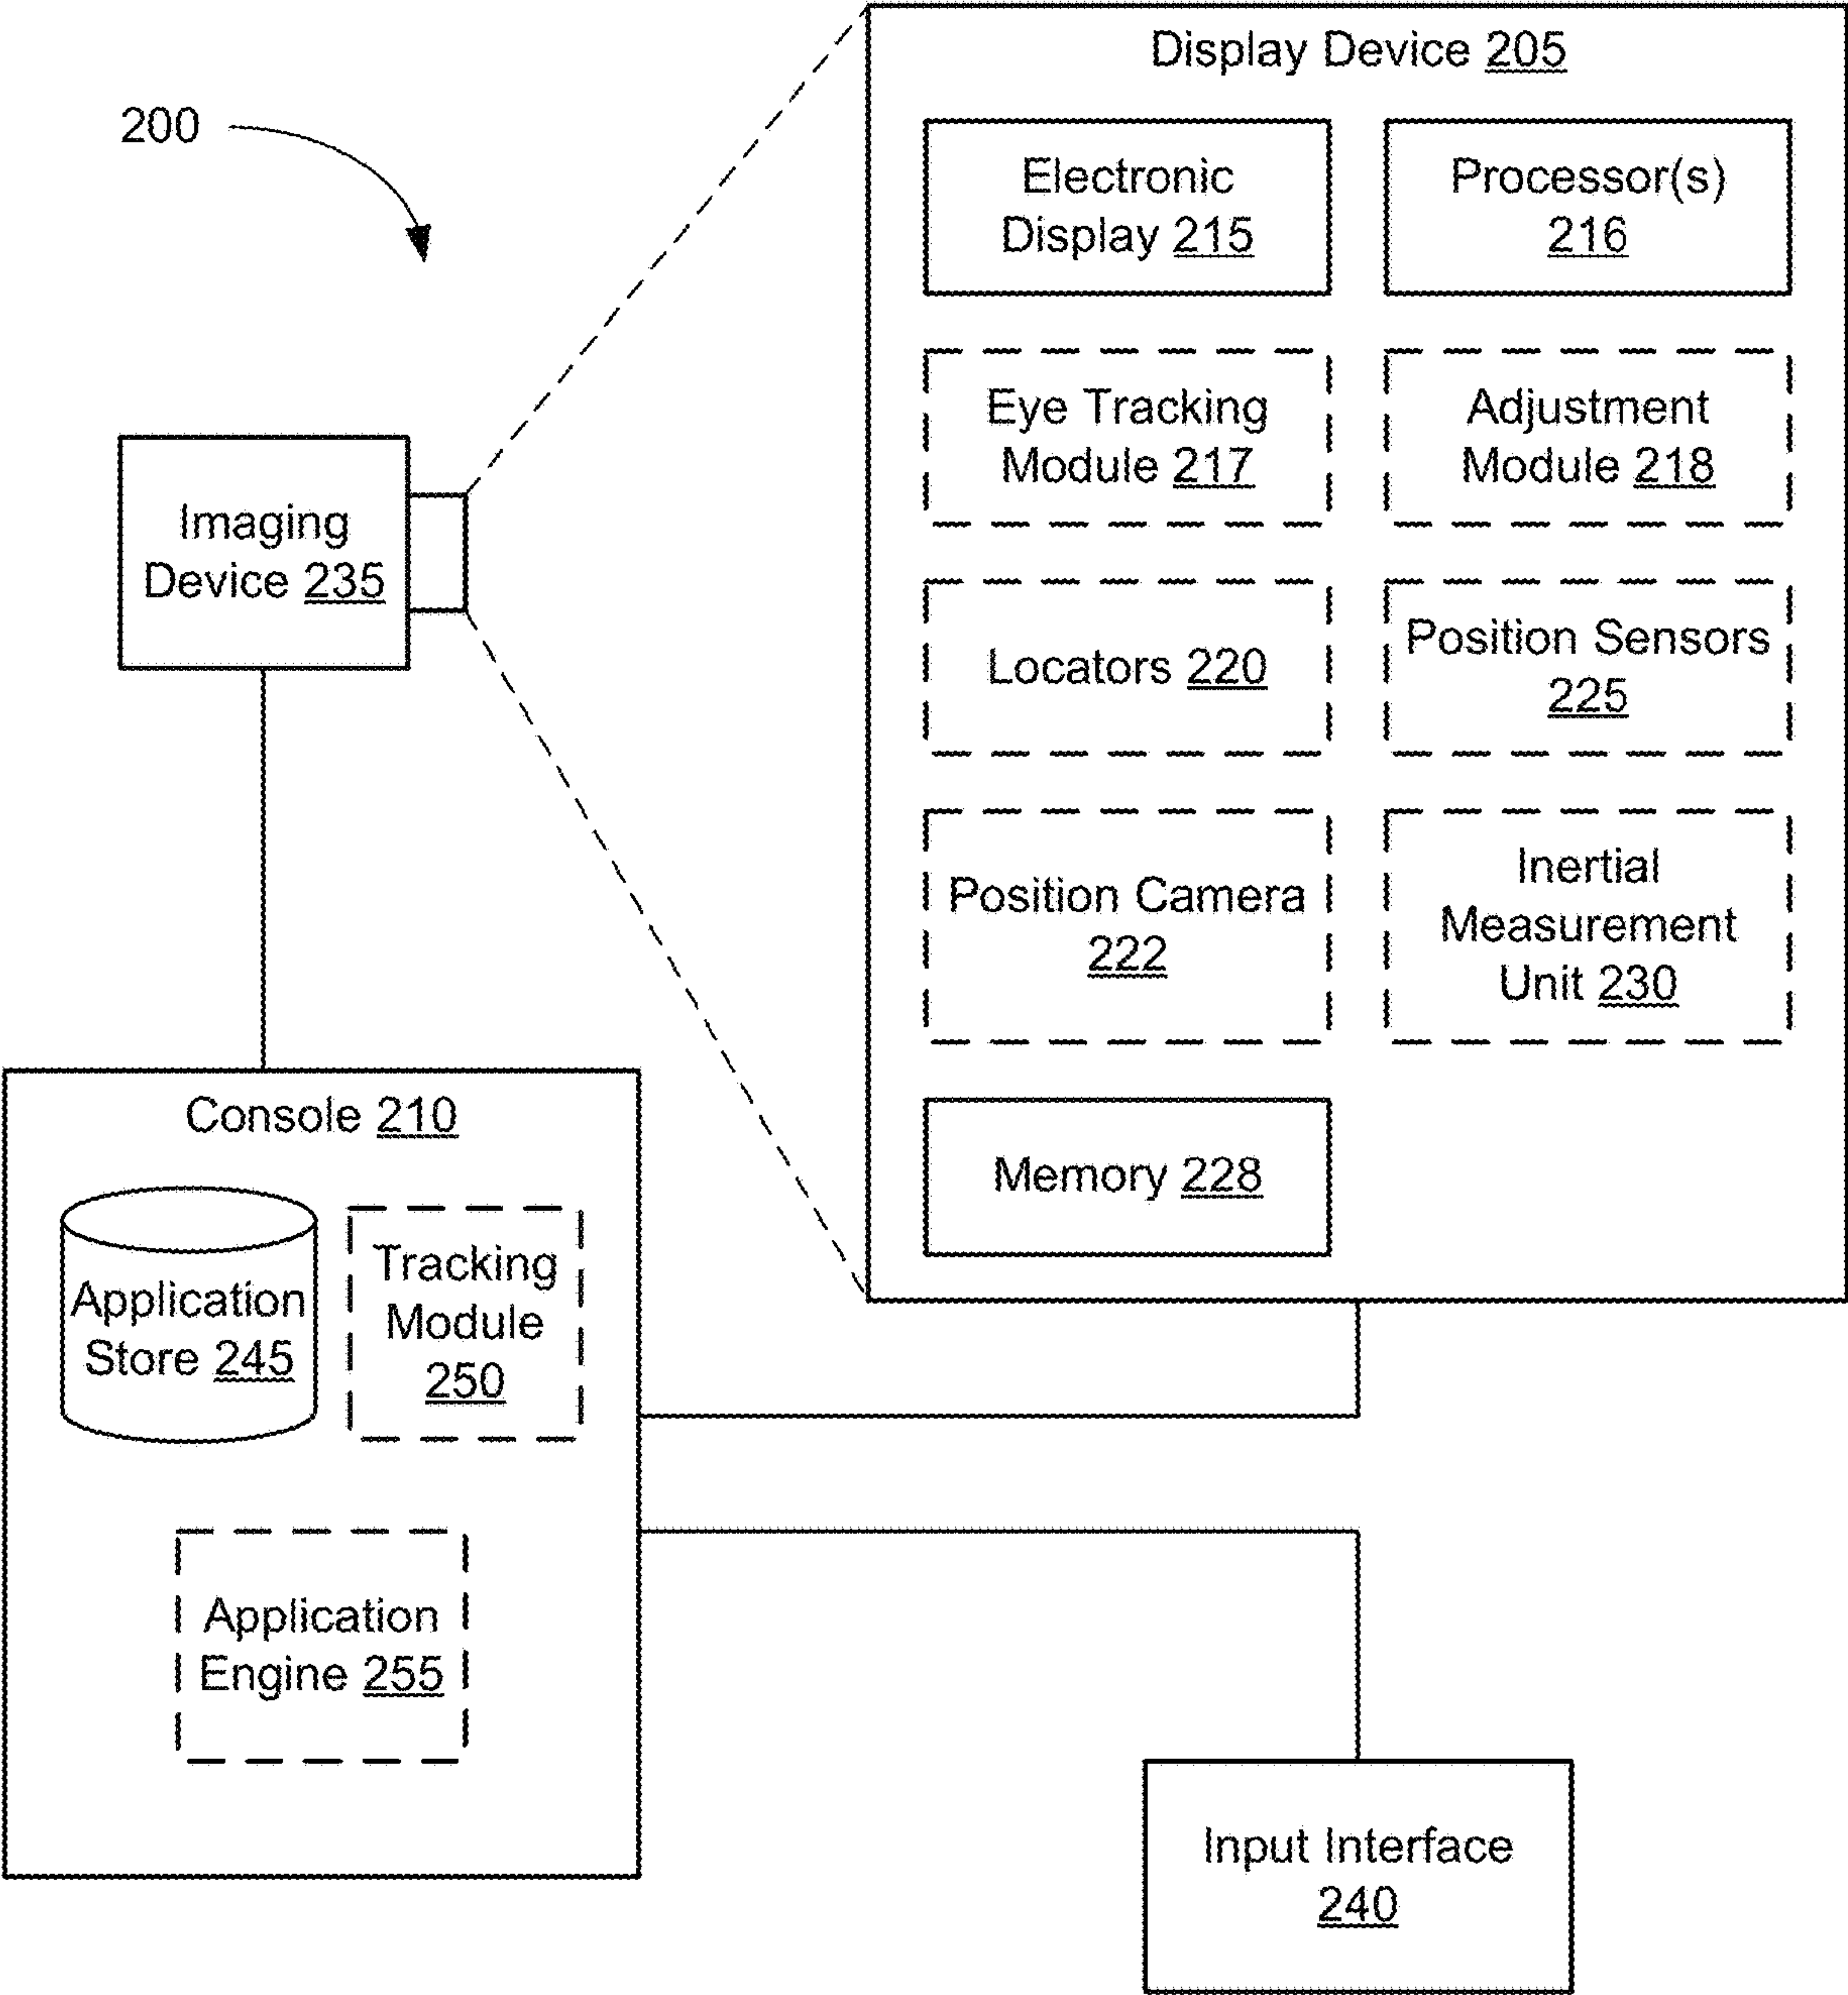 200
Display Device 205
Electronic
Display 215
Processor(s)
216
Eye Tracking
Module 217
Adjustment
Module 218
Imaging
Device 235
Locators 220
Position Sensors
225
Position Camera
222
Inertial
Measurement
Unit 230
Memory 228
Console 210
Application
Store 245
Tracking
Module
250
Application
Engine 255
Input Interface
240